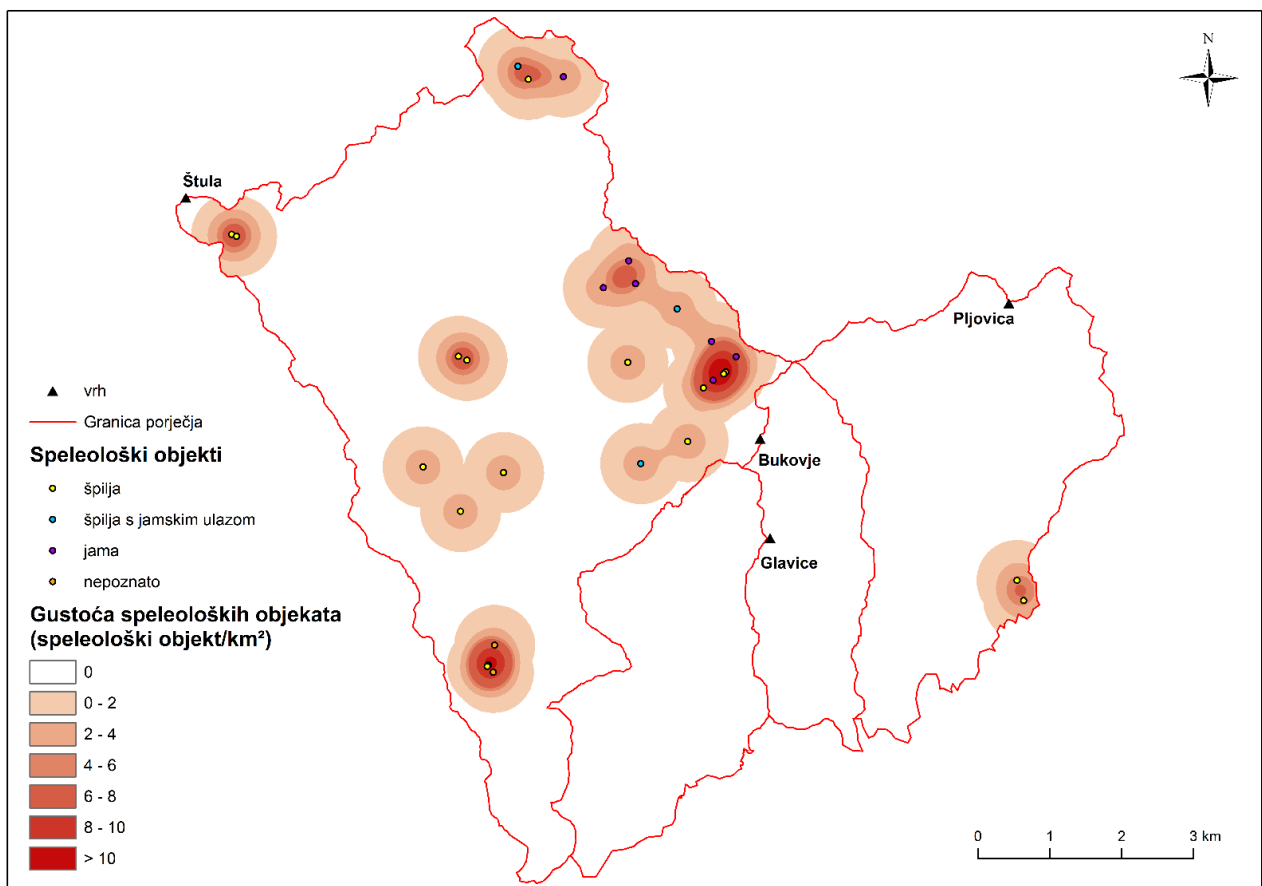 N
Štula
Pljovica
Bukovje
Glavice
vrh
Granica porječja
Speleološki objekti
špilja
špilja s jamskim ulazom
jama
nepoznato
Gustoća speleoloških objekata
(speleološki objekt/km²)
0
0 - 2
2 - 4
4 - 6
6 - 8
8 - 10
> 10
0 1 2 3 km